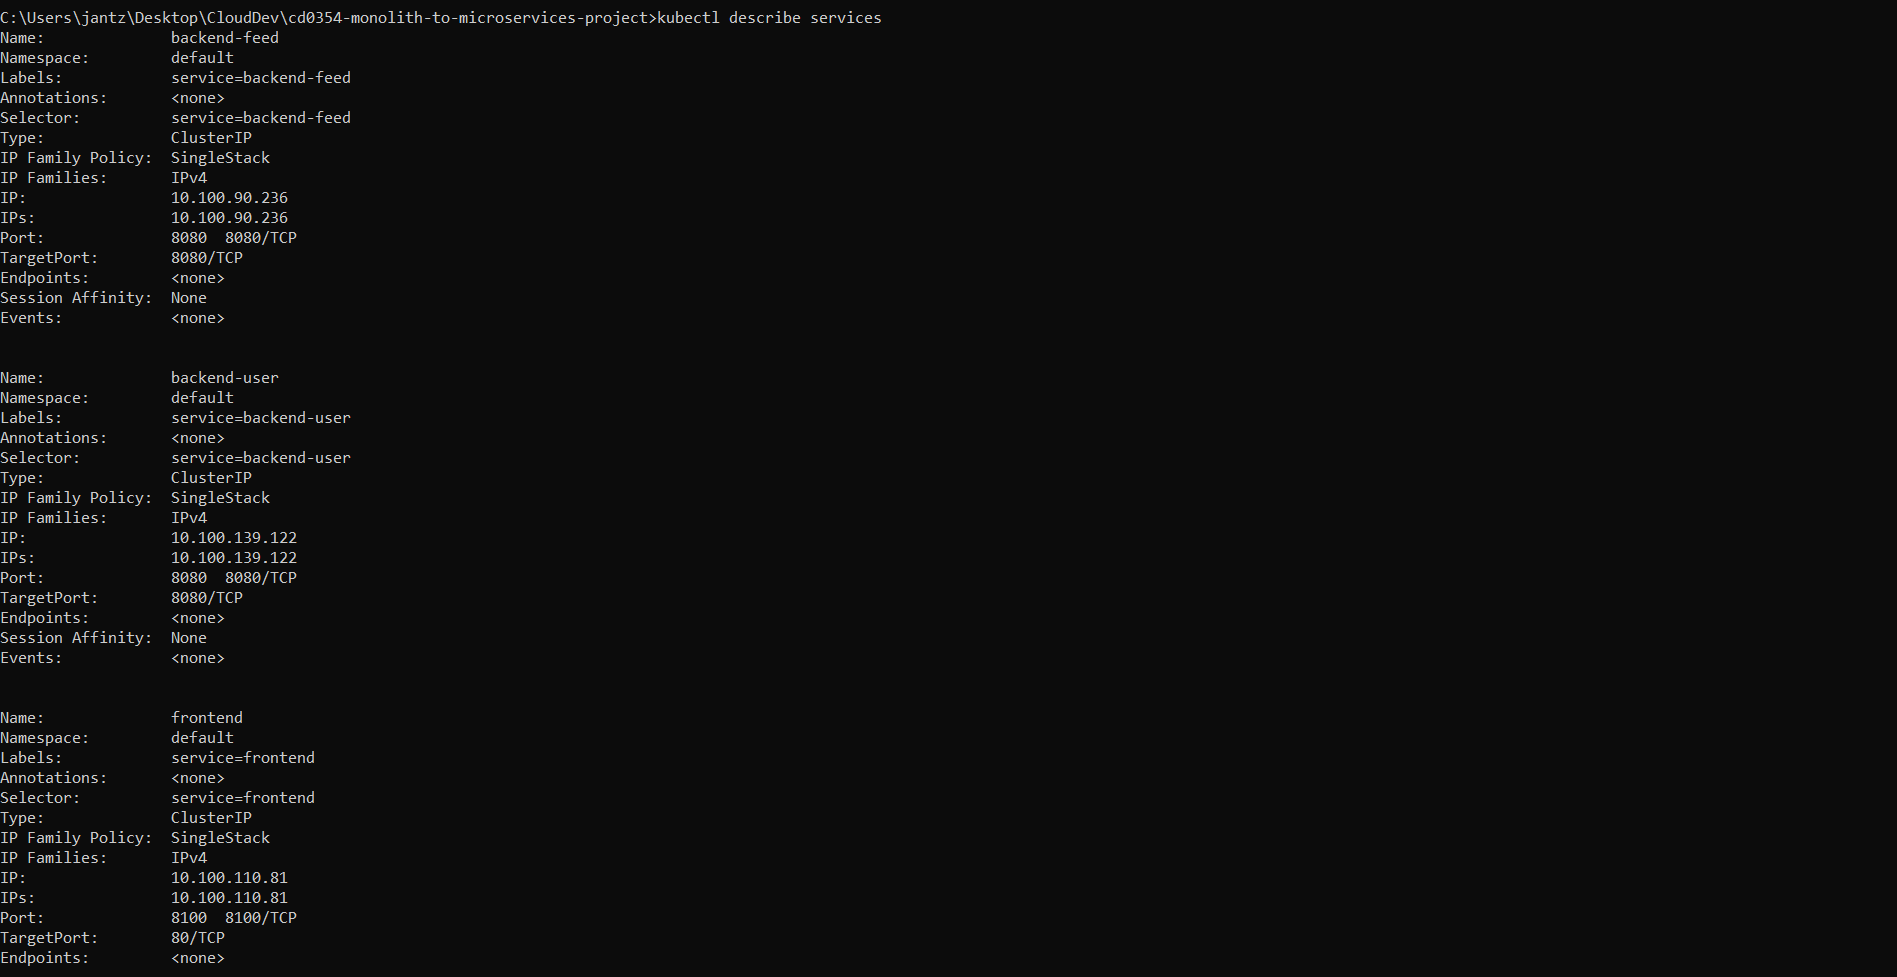 C:\Users\jantz\Desktop\CloudDev\cd0354-monolith-to-microservices-project>kubectl describe services
Name:              backend-feed
Namespace:         default
Labels:            service=backend-feed
Annotations:       <none>
Selector:          service=backend-feed
Type:              ClusterIP
IP Family Policy:  SingleStack
IP Families:       IPv4
IP:                10.100.90.236
IPs:               10.100.90.236
Port:              8080  8080/TCP
TargetPort:        8080/TCP
Endpoints:         <none>
Session Affinity:  None
Events:            <none>
Name:              backend-user
Namespace:         default
Labels:            service=backend-user
Annotations:       <none>
Selector:          service=backend-user
Type:              ClusterIP
IP Family Policy:  SingleStack
IP Families:       IPv4
IP:                10.100.139.122
IPs:               10.100.139.122
Port:              8080  8080/TCP
TargetPort:        8080/TCP
Endpoints:         <none>
Session Affinity:  None
Events:            <none>
Name:              frontend
Namespace:         default
Labels:            service=frontend
Annotations:       <none>
Selector:          service=frontend
Type:              ClusterIP
IP Family Policy:  SingleStack
IP Families:       IPv4
IP:                10.100.110.81
IPs:               10.100.110.81
Port:              8100  8100/TCP
TargetPort:        80/TCP
Endpoints:         <none>